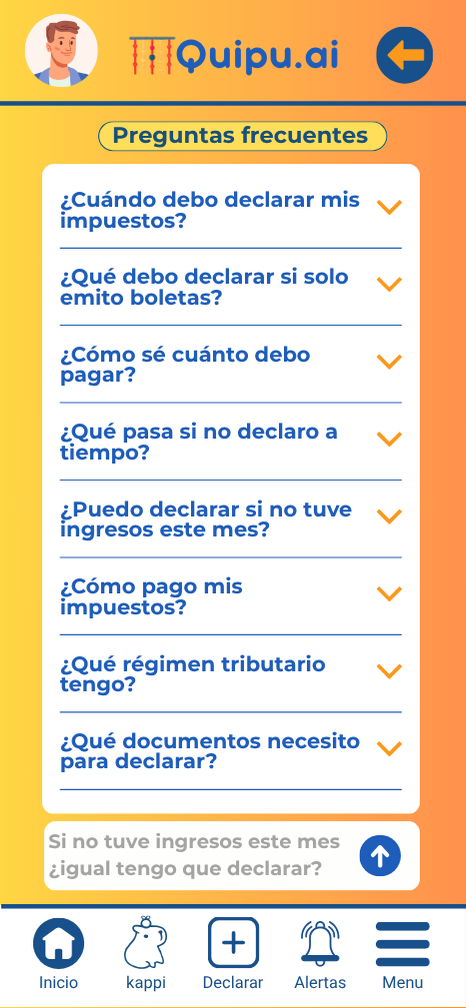 Quipu.ai
Preguntas frecuentes
¿Cuándo debo declarar mis
impuestos?
¿Qué debo declarar si solo
emito boletas?
¿Cómo sé cuánto debo
pagar?
¿Qué pasa si no declaro a
tiempo?
¿Puedo declarar si no tuve
ingresos este mes?
¿Cómo pago mis
impuestos?
¿Qué régimen tributario
tengo?
¿Qué documentos necesito
para declarar?
Si no tuve ingresos este mes
¿igual tengo que declarar?
Inicio
kappi
Declarar
Alertas
Menu